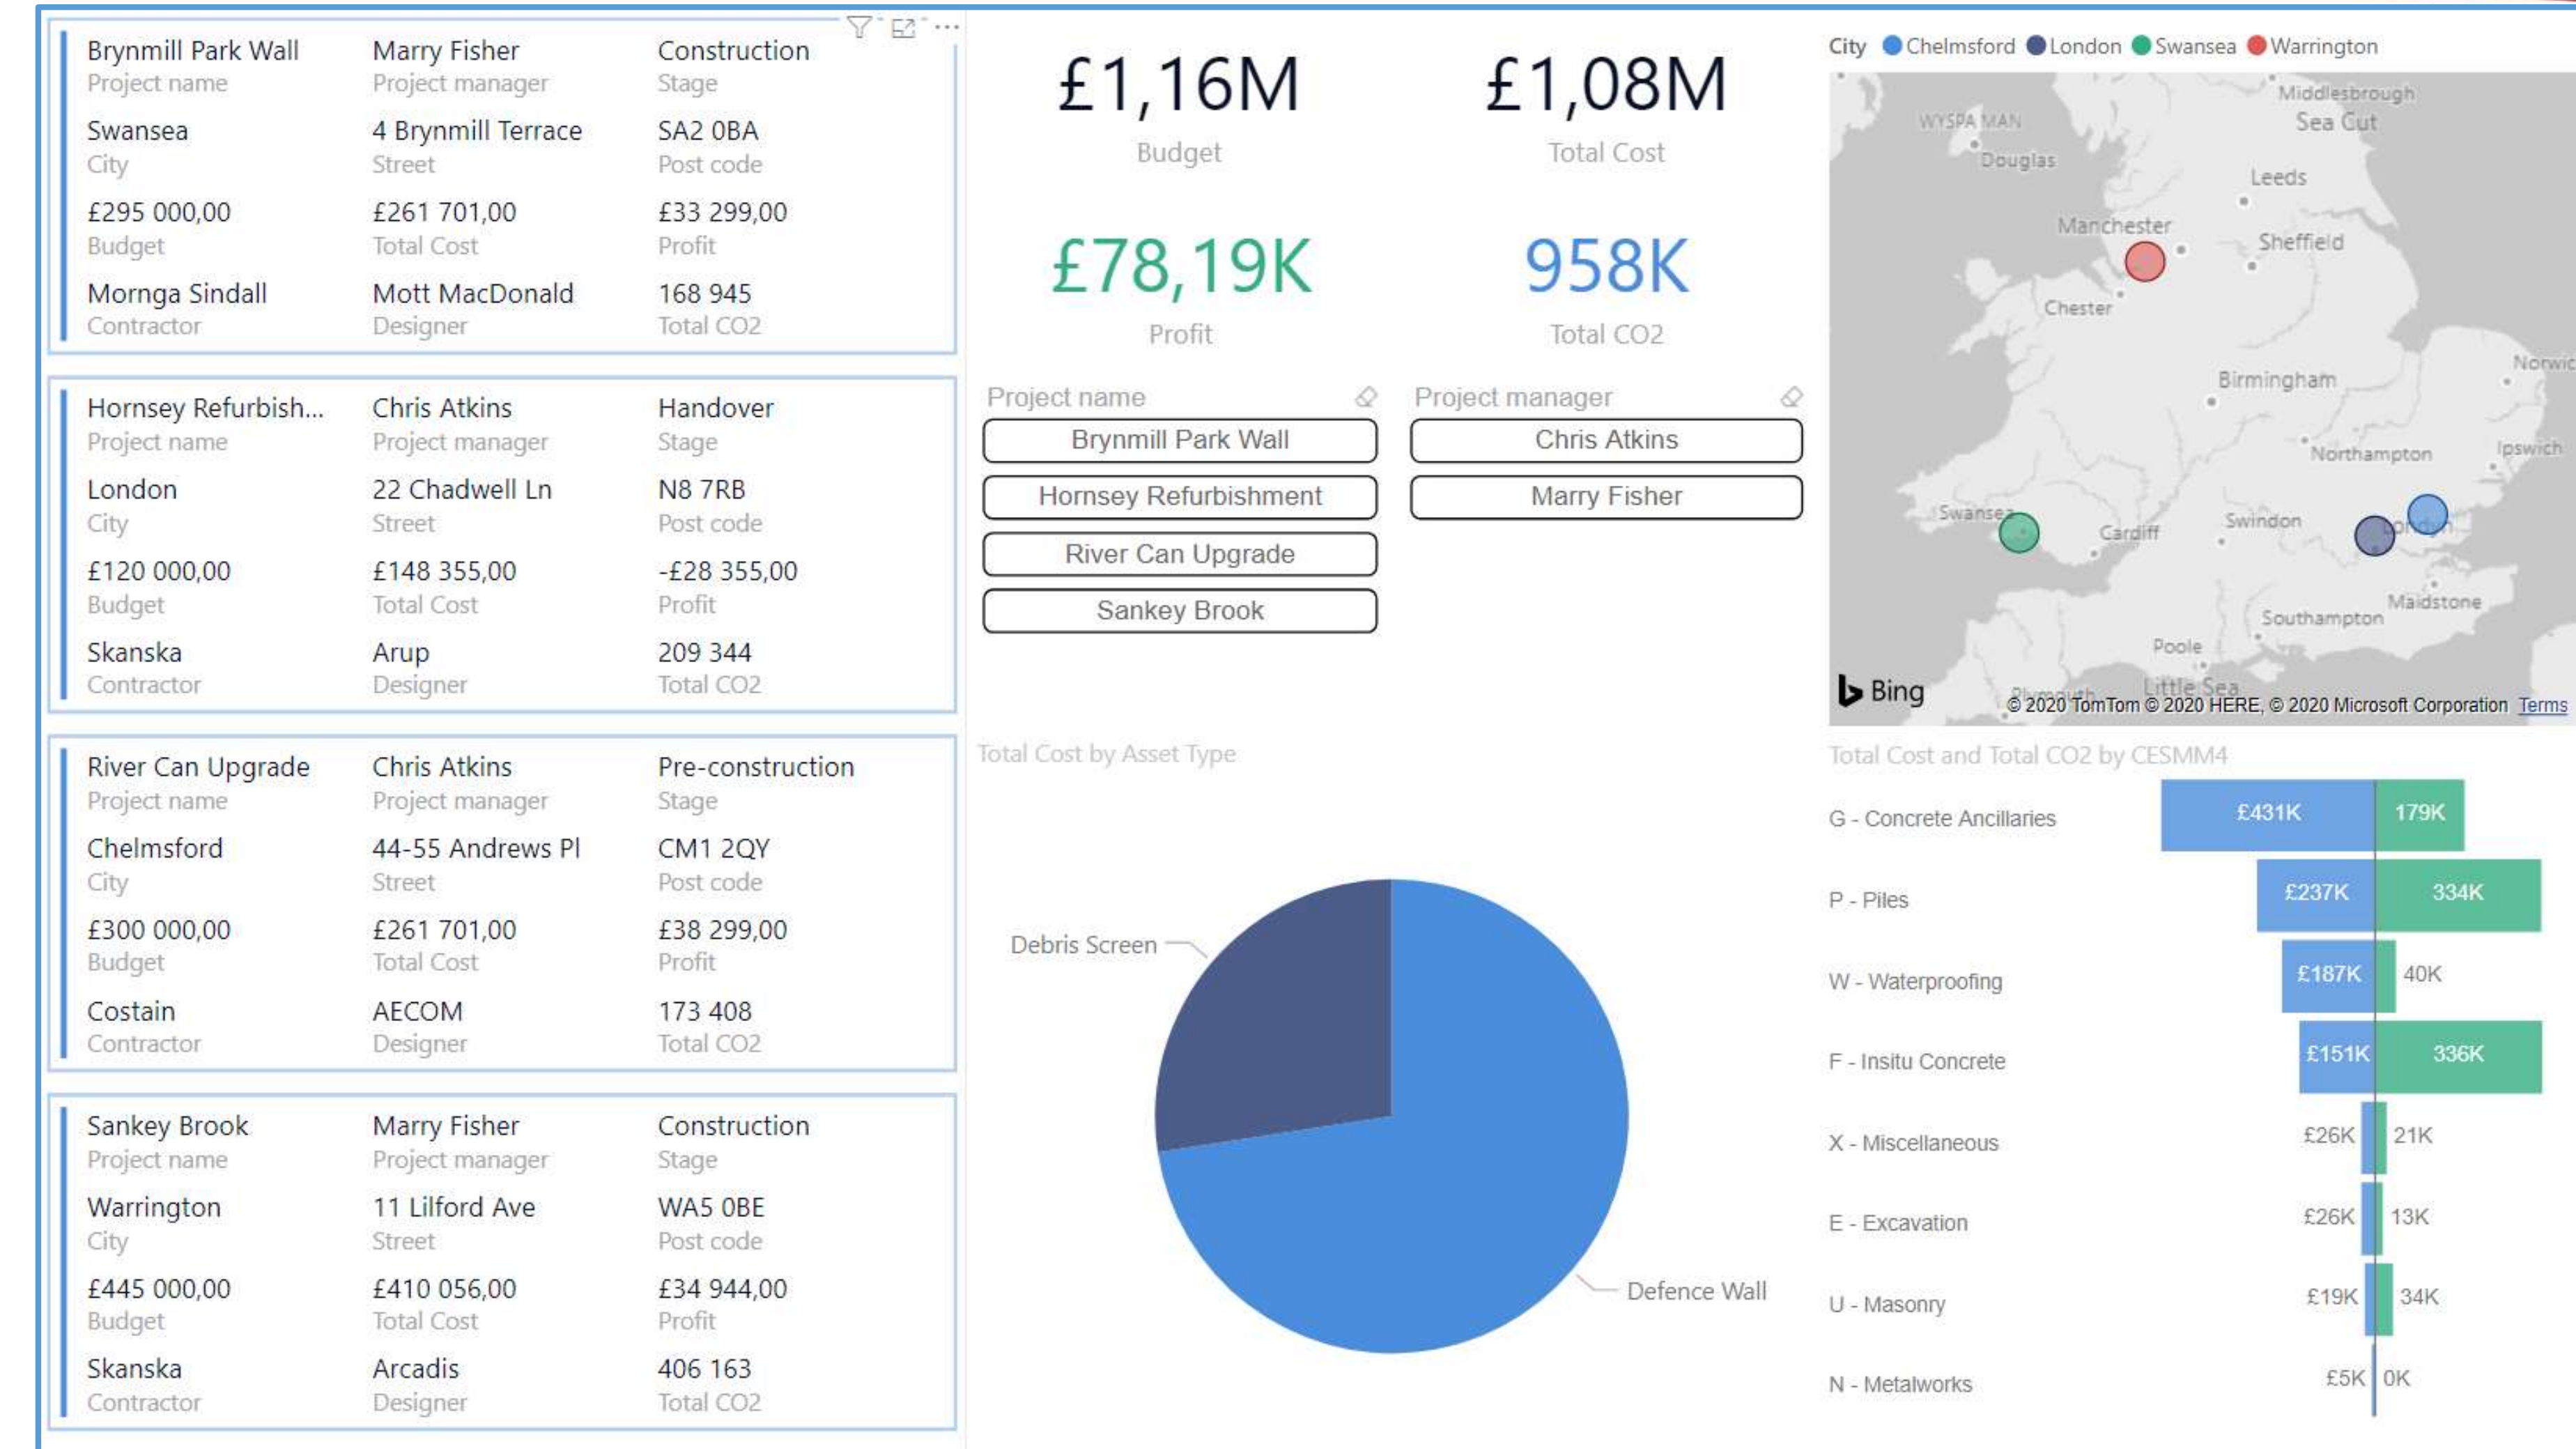 Brynmill Park Wall Marry Fisher Construction
Project name Project manager Stage
Swansea 4 Brynmill Terrace SA2 0BA
City Street Post code
£295 000,00 £261 701,00 £33 299,00
Budget Total Cost Profit
Mornga Sindall Mott MacDonald 168 945
Contractor Designer Total CO2
Hornsey Refurbish... Chris Atkins Handover
Project name Project manager Stage
London 22 Chadwell Ln N8 7RB
City Street Post code
£120 000,00 £148 355,00 -£28 355,00
Budget Total Cost Profit
Skanska Arup 209 344
Contractor Designer Total CO2
River Can Upgrade Chris Atkins Pre-construction
Project name Project manager Stage
Chelmsford 44-55 Andrews Pl CM1 2QY
City Street Post code
£300 000,00 £261 701,00 £38 299,00
Budget Total Cost Profit
Costain AECOM 173 408
Contractor Designer Total CO2
Sankey Brook Marry Fisher Construction
Project name Project manager Stage
Warrington 11 Lilford Ave WA5 0BE
City Street Post code
£445 000,00 £410 056,00 £34 944,00
Budget Total Cost Profit
Skanska Arcadis 406 163
Contractor Designer Total CO2
£1,16M £1,08M
Budget Total Cost
£78,19K 958K
Profit Total CO2
Project name Project manager
Brynmill Park Wall Chris Atkins
Hornsey Refurbishment Marry Fisher
River Can Upgrade
Sankey Brook
City Chelmsford London Swansea Warrington
Middlesbrough
WYSPA MAN Sea Cut
Douglas
Leeds
Manchester
Sheffield
Chester
Norwic
Birmingham
Northampton Ipswich
Swansea Cardiff Swindon London
Maidstone
Southampton
Poole
Little Sea
Plymouth
Bing
© 2020 TomTom © 2020 HERE, © 2020 Microsoft Corporation Terms
Total Cost by Asset Type
Debris Screen
Defence Wall
Total Cost and Total CO2 by CESMM4
G - Concrete Ancillaries £431K 179K
P - Piles £237K 334K
W - Waterproofing £187K 40K
F - Insitu Concrete £151K 336K
X - Miscellaneous £26K 21K
E - Excavation £26K 13K
U - Masonry £19K 34K
N - Metalworks £5K 0K